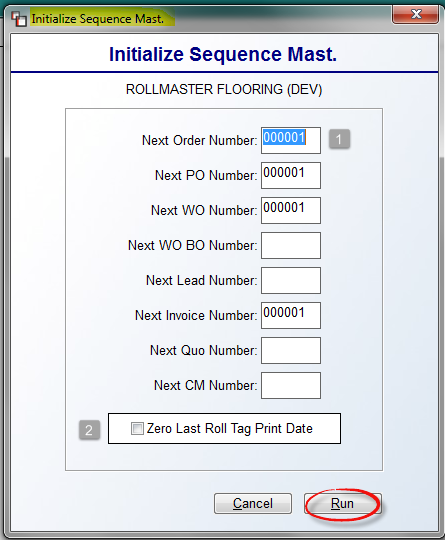 Initialize Sequence Mast.
Initialize Sequence Mast.
ROLLMASTER FLOORING (DEV)
Next Order Number: 000001 1
Next PO Number: 000001
Next WO Number: 000001
Next WO BO Number:
Next Lead Number:
Next Invoice Number: 000001
Next Quo Number:
Next CM Number:
2 Zero Last Roll Tag Print Date
Cancel Run